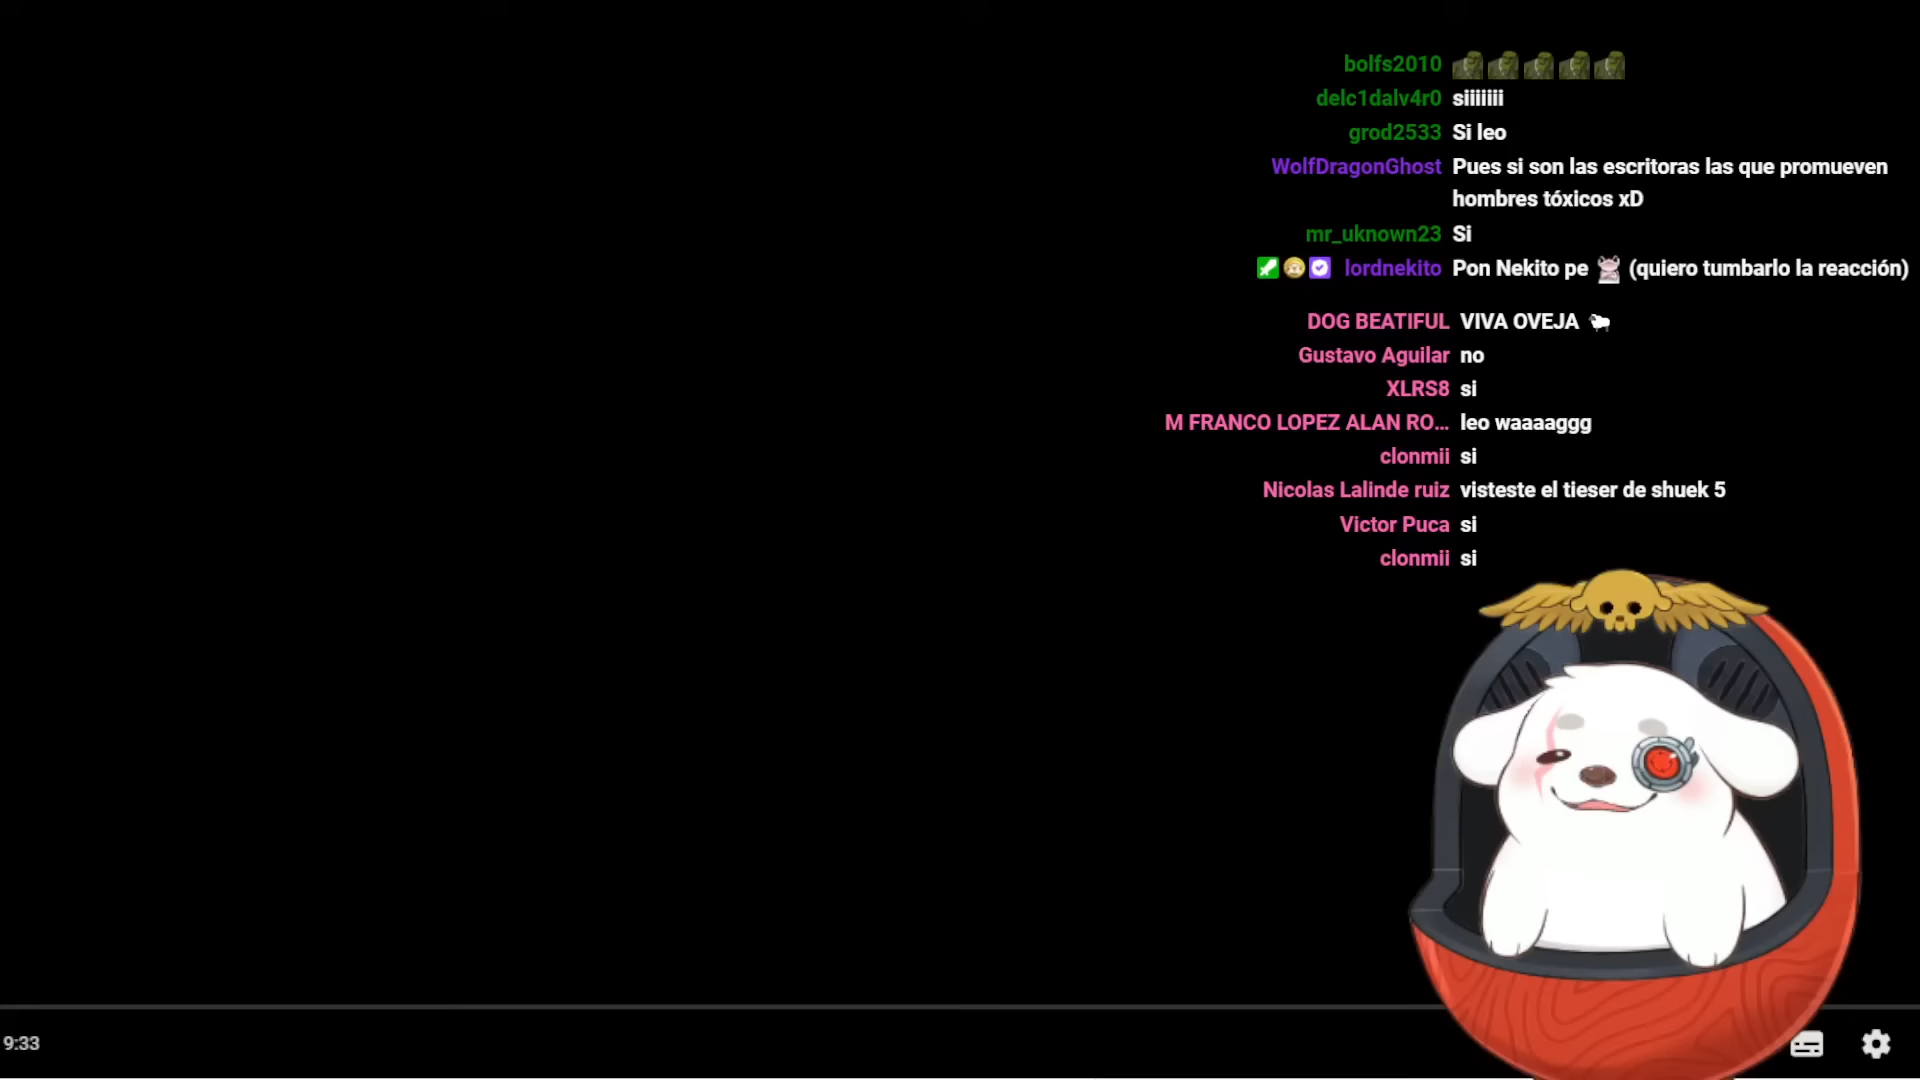 bolfs2010
delc1dalv4r0 siiiiiii
grod2533 Si leo
WolfDragonGhost Pues si son las escritoras las que promueven
hombres tóxicos xD
mr_uknown23 Si
lordnekito Pon Nekito pe (quiero tumbarlo la reacción)
DOG BEATIFUL VIVA OVEJA 🐑
Gustavo Aguilar no
XLRS8 si
M FRANCO LOPEZ ALAN RO... leo waaaaggg
clonmii si
Nicolas Lalinde ruiz visteste el tieser de shuek 5
Victor Puca si
clonmii si
9:33